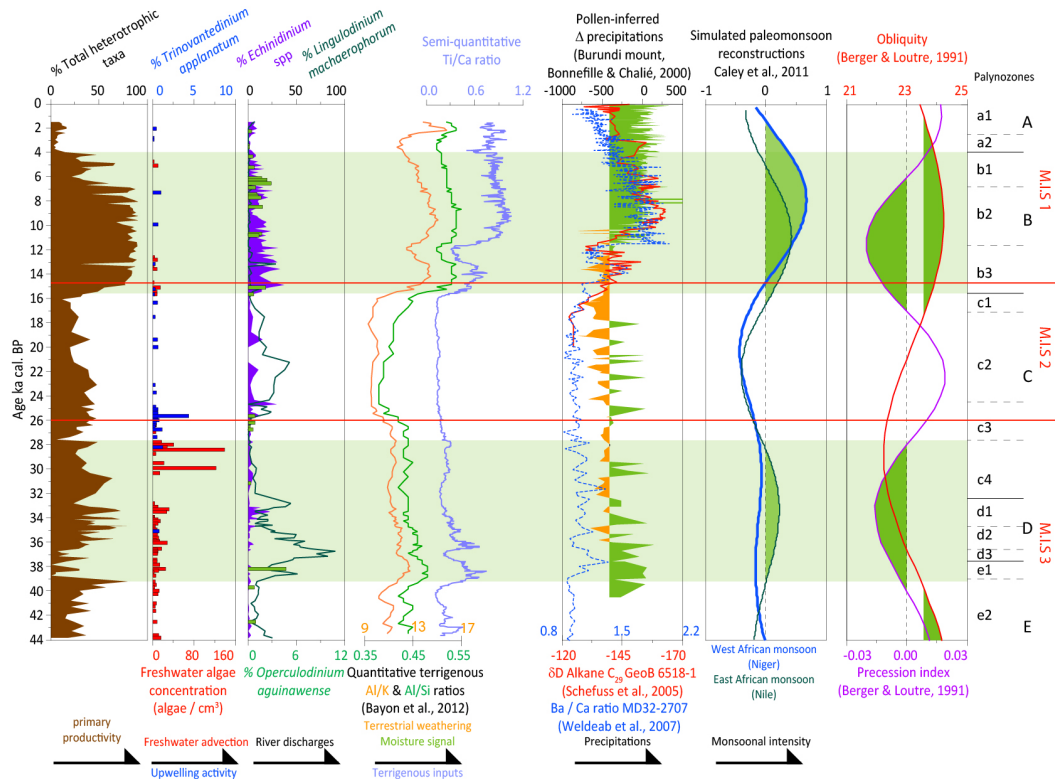 % Total heterotrophic
taxa
% Trinovantedinium
applanatum
% Echinidinium
spp
% Lingulodinium
machaerophorum
Semi-quantitative
Ti/Ca ratio
Pollen-inferred
Δ precipitations
(Burundi mount,
Bonnefille & Chalié, 2000)
Simulated paleomonsoon
reconstructions
Caley et al., 2011
Obliquity
(Berger & Loutre, 1991)
Palynozones
0 50 100
0 5 10
0 50 100
0.0 0.6 1.2
-1000 -500 0 500
-1 0 1
21 23 25
Age ka cal. BP
0
2
4
6
8
10
12
14
16
18
20
22
24
26
28
30
32
34
36
38
40
42
44
a1
a2
b1
b2
b3
c1
c2
c3
c4
d1
d2
d3
e1
e2
A
B
C
D
E
M.I.S 1
M.I.S 2
M.I.S 3
9 13 17
0.8 1.5 2.2
0 80 160
0 6 12
0.35 0.45 0.55
-120 -145 -170
-0.03 0.00 0.03
Freshwater algae
concentration
(algae / cm³)
% Operculodinium
aguinawense
Quantitative terrigenous
Al/K & Al/Si ratios
(Bayon et al., 2012)
δD Alkane C29 GeoB 6518-1
(Schefuss et al., 2005)
Ba / Ca ratio MD32-2707
(Weldeab et al., 2007)
West African monsoon
(Niger)
East African monsoon
(Nile)
Precession index
(Berger & Loutre, 1991)
primary
productivity
Freshwater advection
Upwelling activity
River discharges
Terrestrial weathering
Moisture signal
Terrigenous inputs
Precipitations
Monsoonal intensity